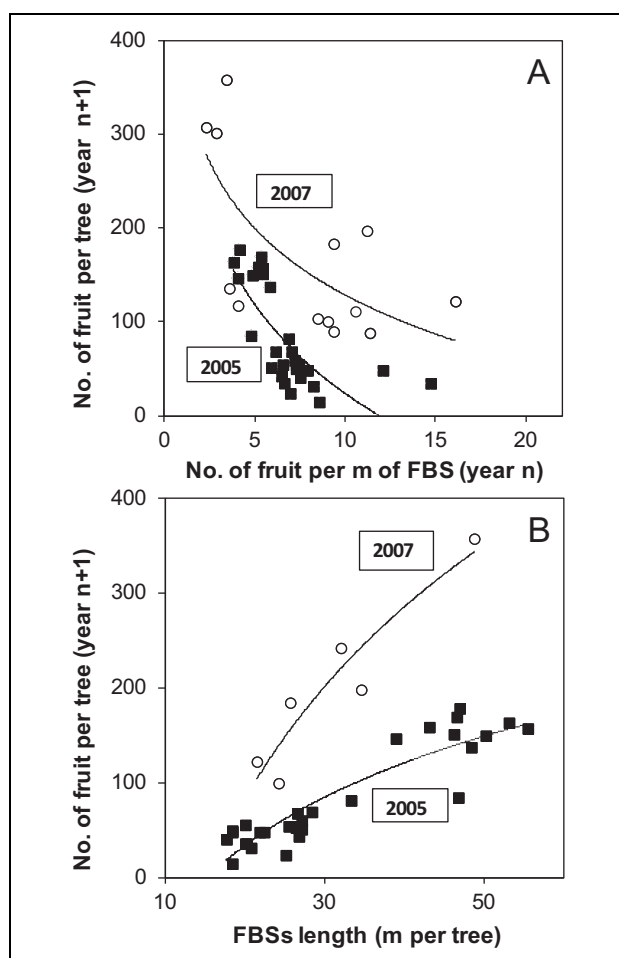 A
400
300
200
100
0
No. of fruit per tree (year n+1)
2007
2005
0 5 10 15 20
No. of fruit per m of FBS (year n)
B
400
300
200
100
0
No. of fruit per tree (year n+1)
2007
2005
10 30 50
FBSs length (m per tree)